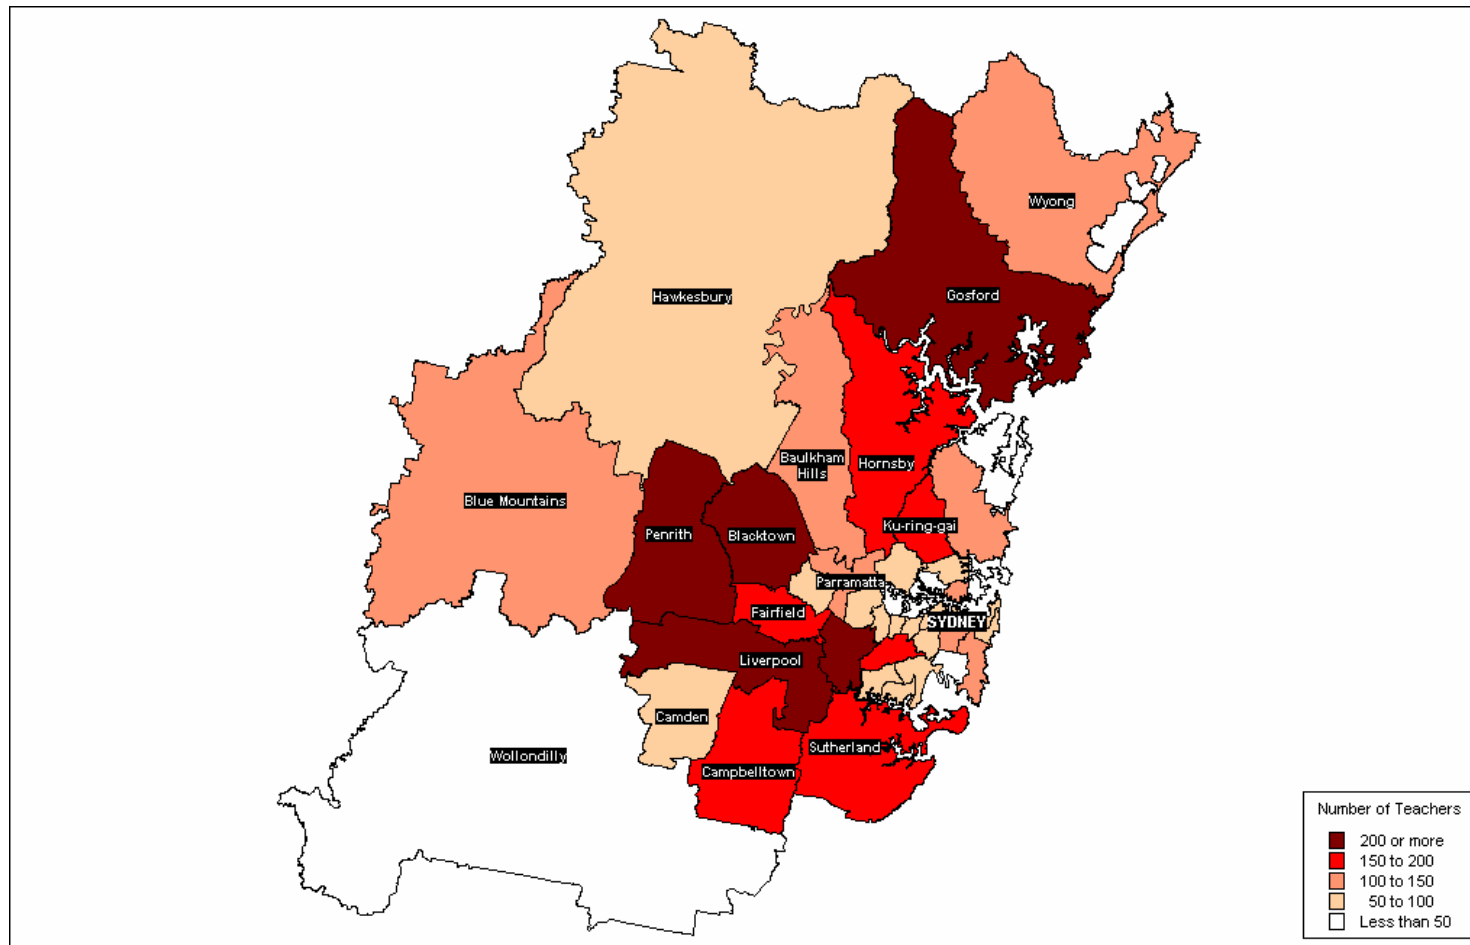 Wyong
Gosford
Hawkesbury
Baulkham
Hills
Hornsby
Blue Mountains
Ku-ring-gai
Penrith
Blacktown
Parramatta
Fairfield
SYDNEY
Liverpool
Camden
Sutherland
Wollondilly
Campbelltown
Number of Teachers
200 or more
150 to 200
100 to 150
50 to 100
Less than 50